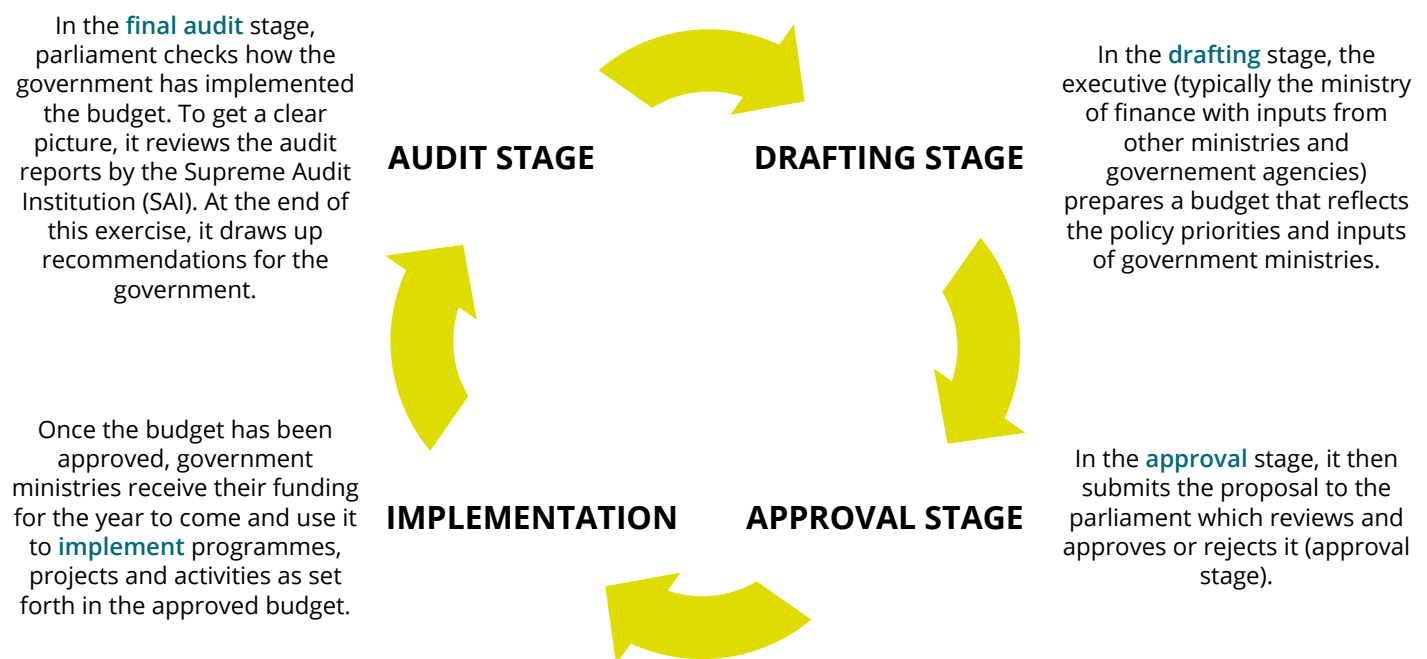 In the final audit stage,
parliament checks how the
government has implemented
the budget. To get a clear
picture, it reviews the audit
reports by the Supreme Audit
Institution (SAI). At the end of
this exercise, it draws up
recommendations for the
government.
AUDIT STAGE
DRAFTING STAGE
In the drafting stage, the
executive (typically the ministry
of finance with inputs from
other ministries and
governement agencies)
prepares a budget that reflects
the policy priorities and inputs
of government ministries.
Once the budget has been
approved, government
ministries receive their funding
for the year to come and use it
to implement programmes,
projects and activities as set
forth in the approved budget.
IMPLEMENTATION
APPROVAL STAGE
In the approval stage, it then
submits the proposal to the
parliament which reviews and
approves or rejects it (approval
stage).